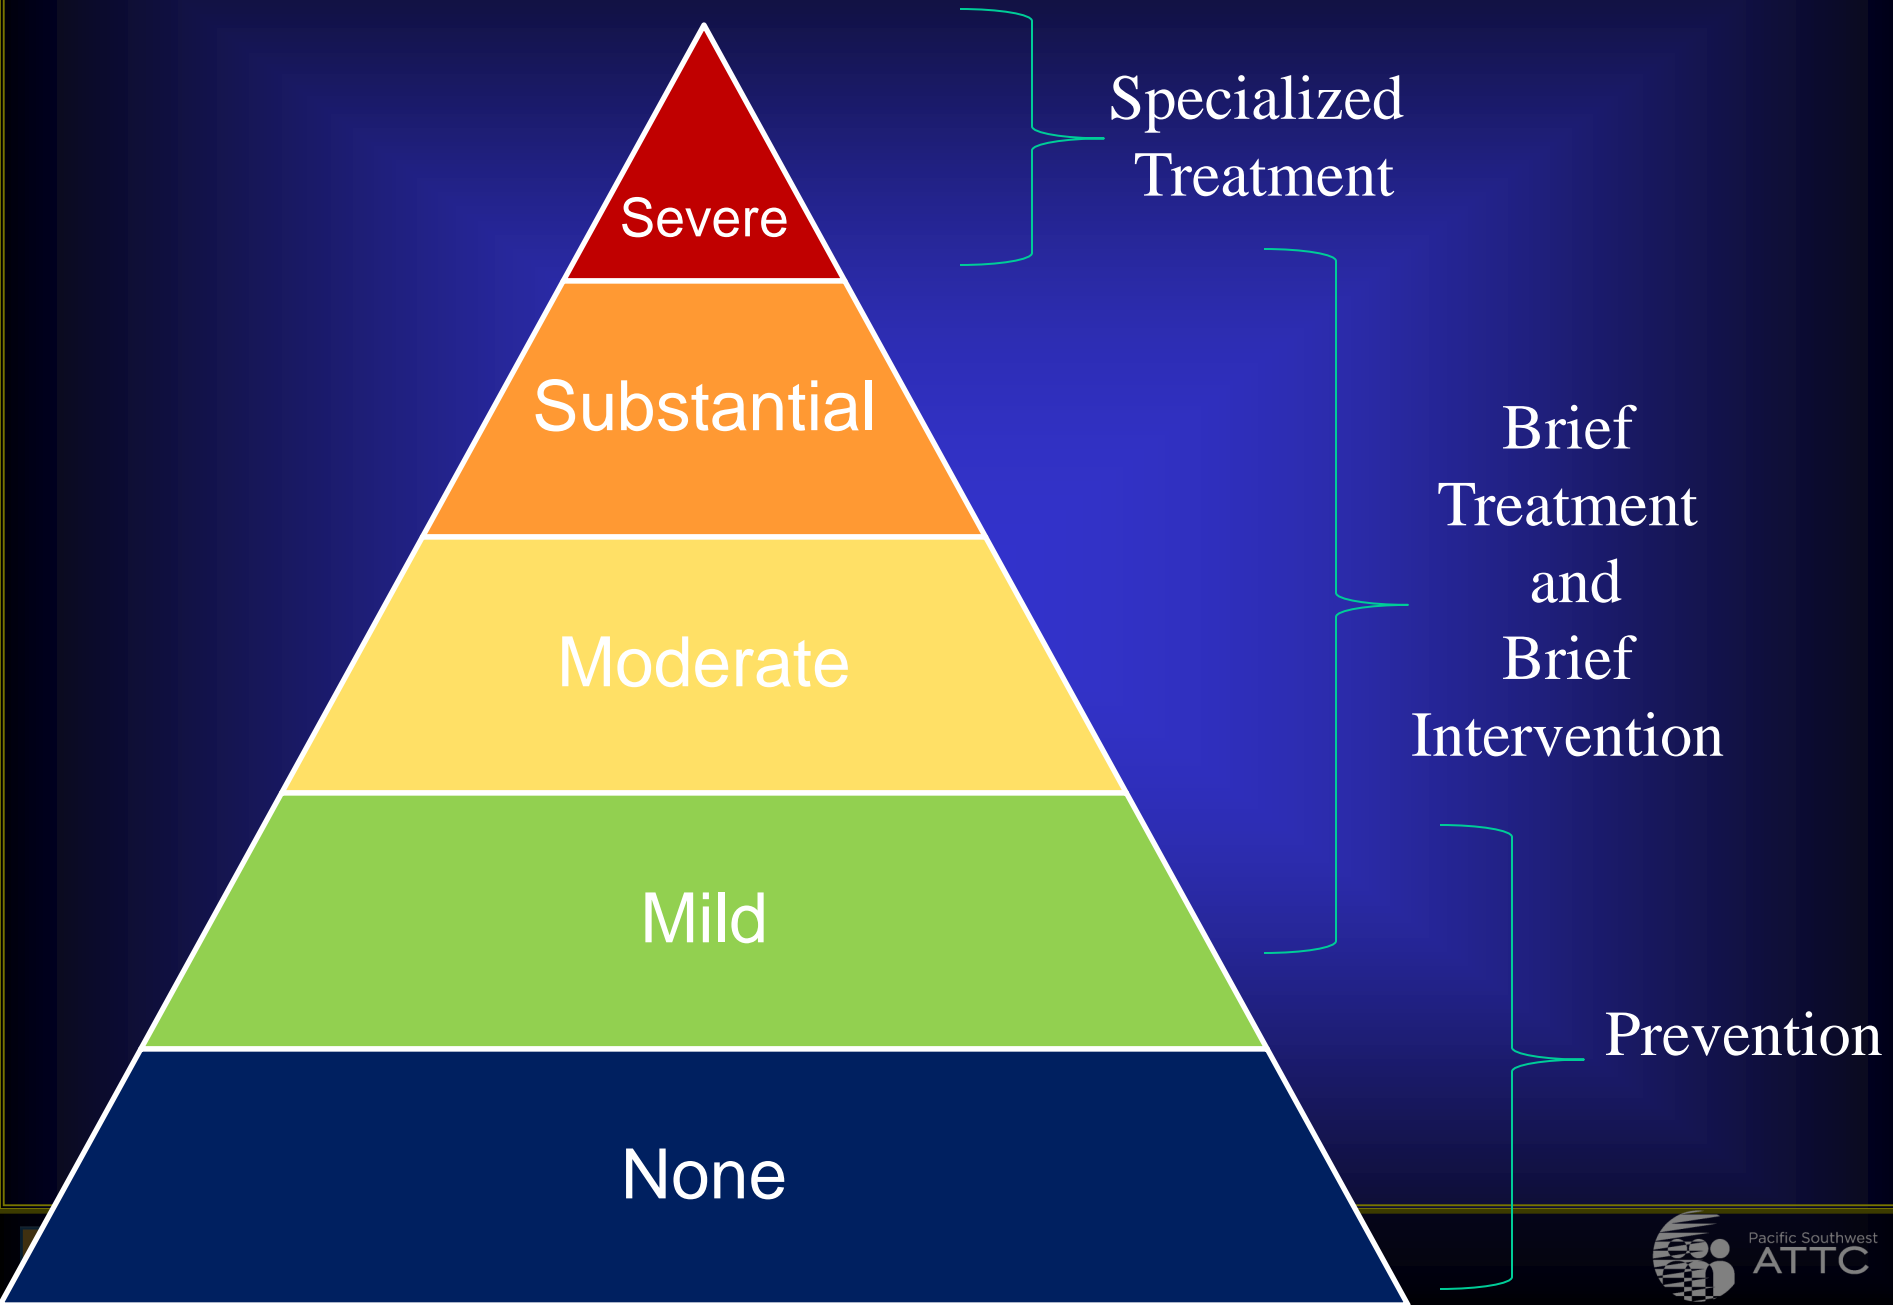 Severe
Substantial
Moderate
Mild
None
Specialized
Treatment
Brief
Treatment
and
Brief
Intervention
Prevention
Pacific Southwest
ATTC